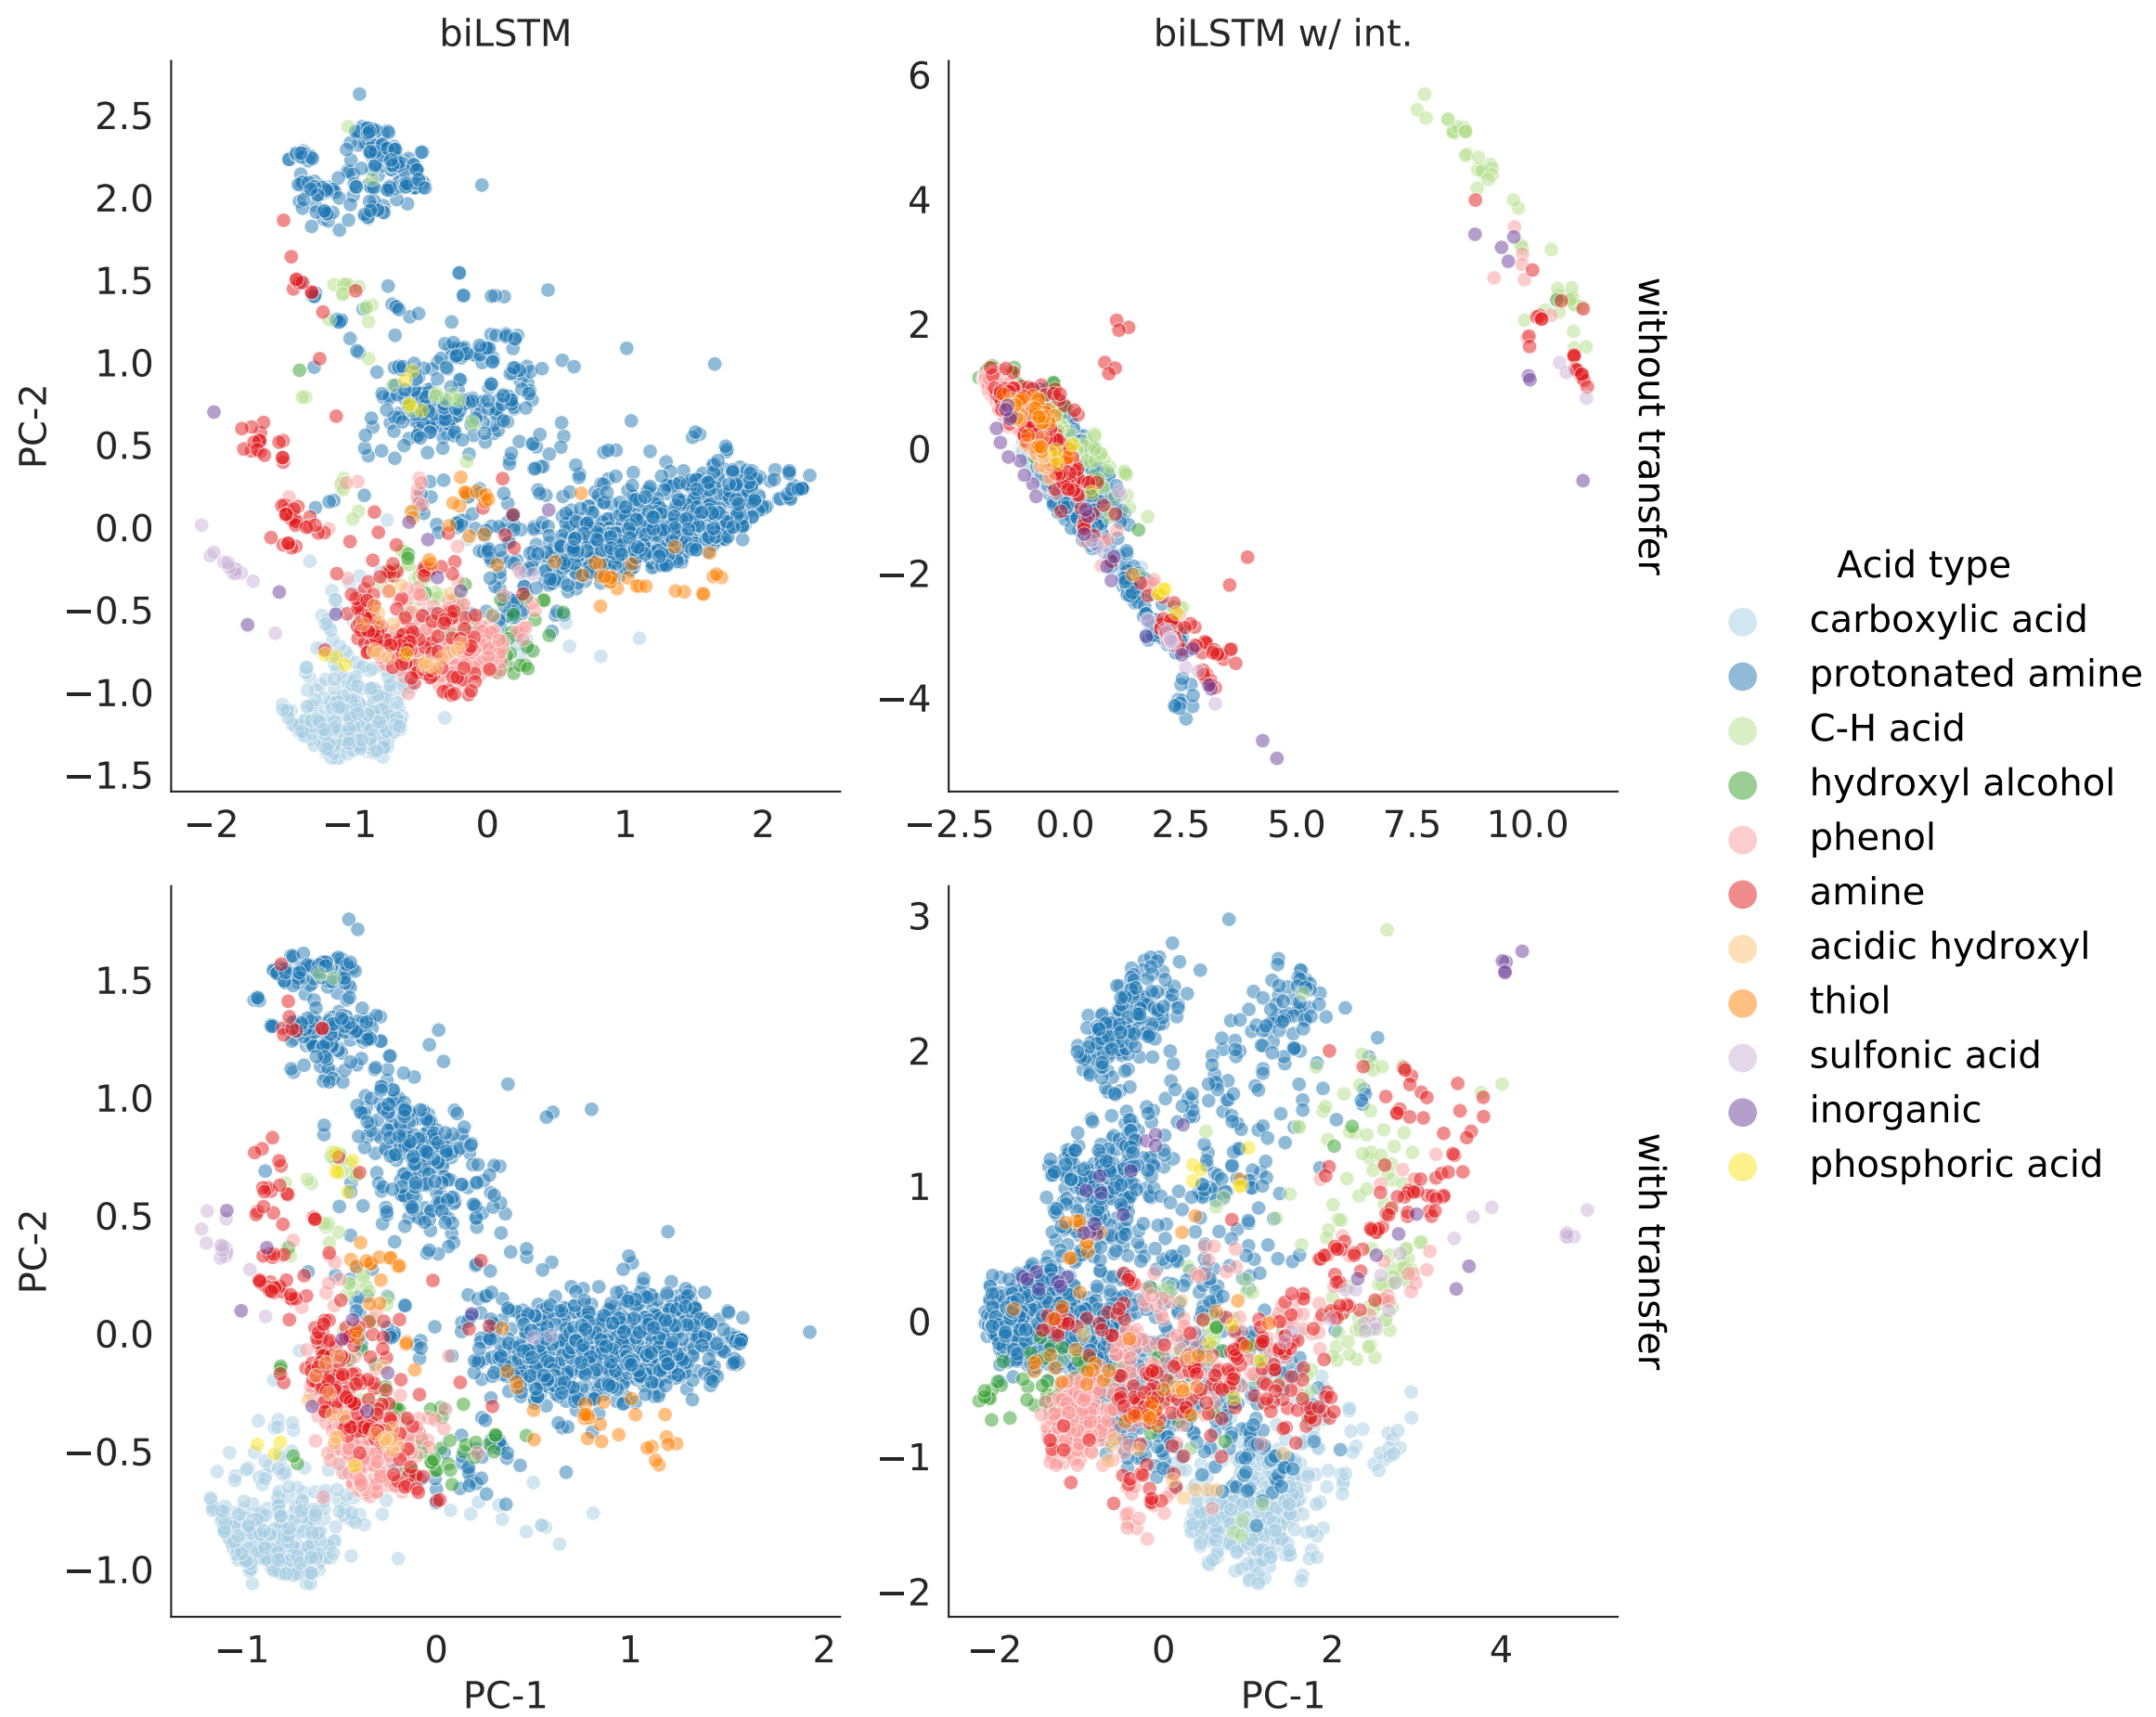 biLSTM
biLSTM w/ int.
PC-2
2.5
2.0
1.5
1.0
0.5
0.0
−0.5
−1.0
−1.5
−2 −1 0 1 2
6
4
2
0
−2
−4
−2.5 0.0 2.5 5.0 7.5 10.0
without transfer
PC-2
1.5
1.0
0.5
0.0
−0.5
−1.0
−1 0 1 2
PC-1
3
2
1
0
−1
−2
−2 0 2 4
PC-1
with transfer
Acid type
carboxylic acid
protonated amine
C-H acid
hydroxyl alcohol
phenol
amine
acidic hydroxyl
thiol
sulfonic acid
inorganic
phosphoric acid